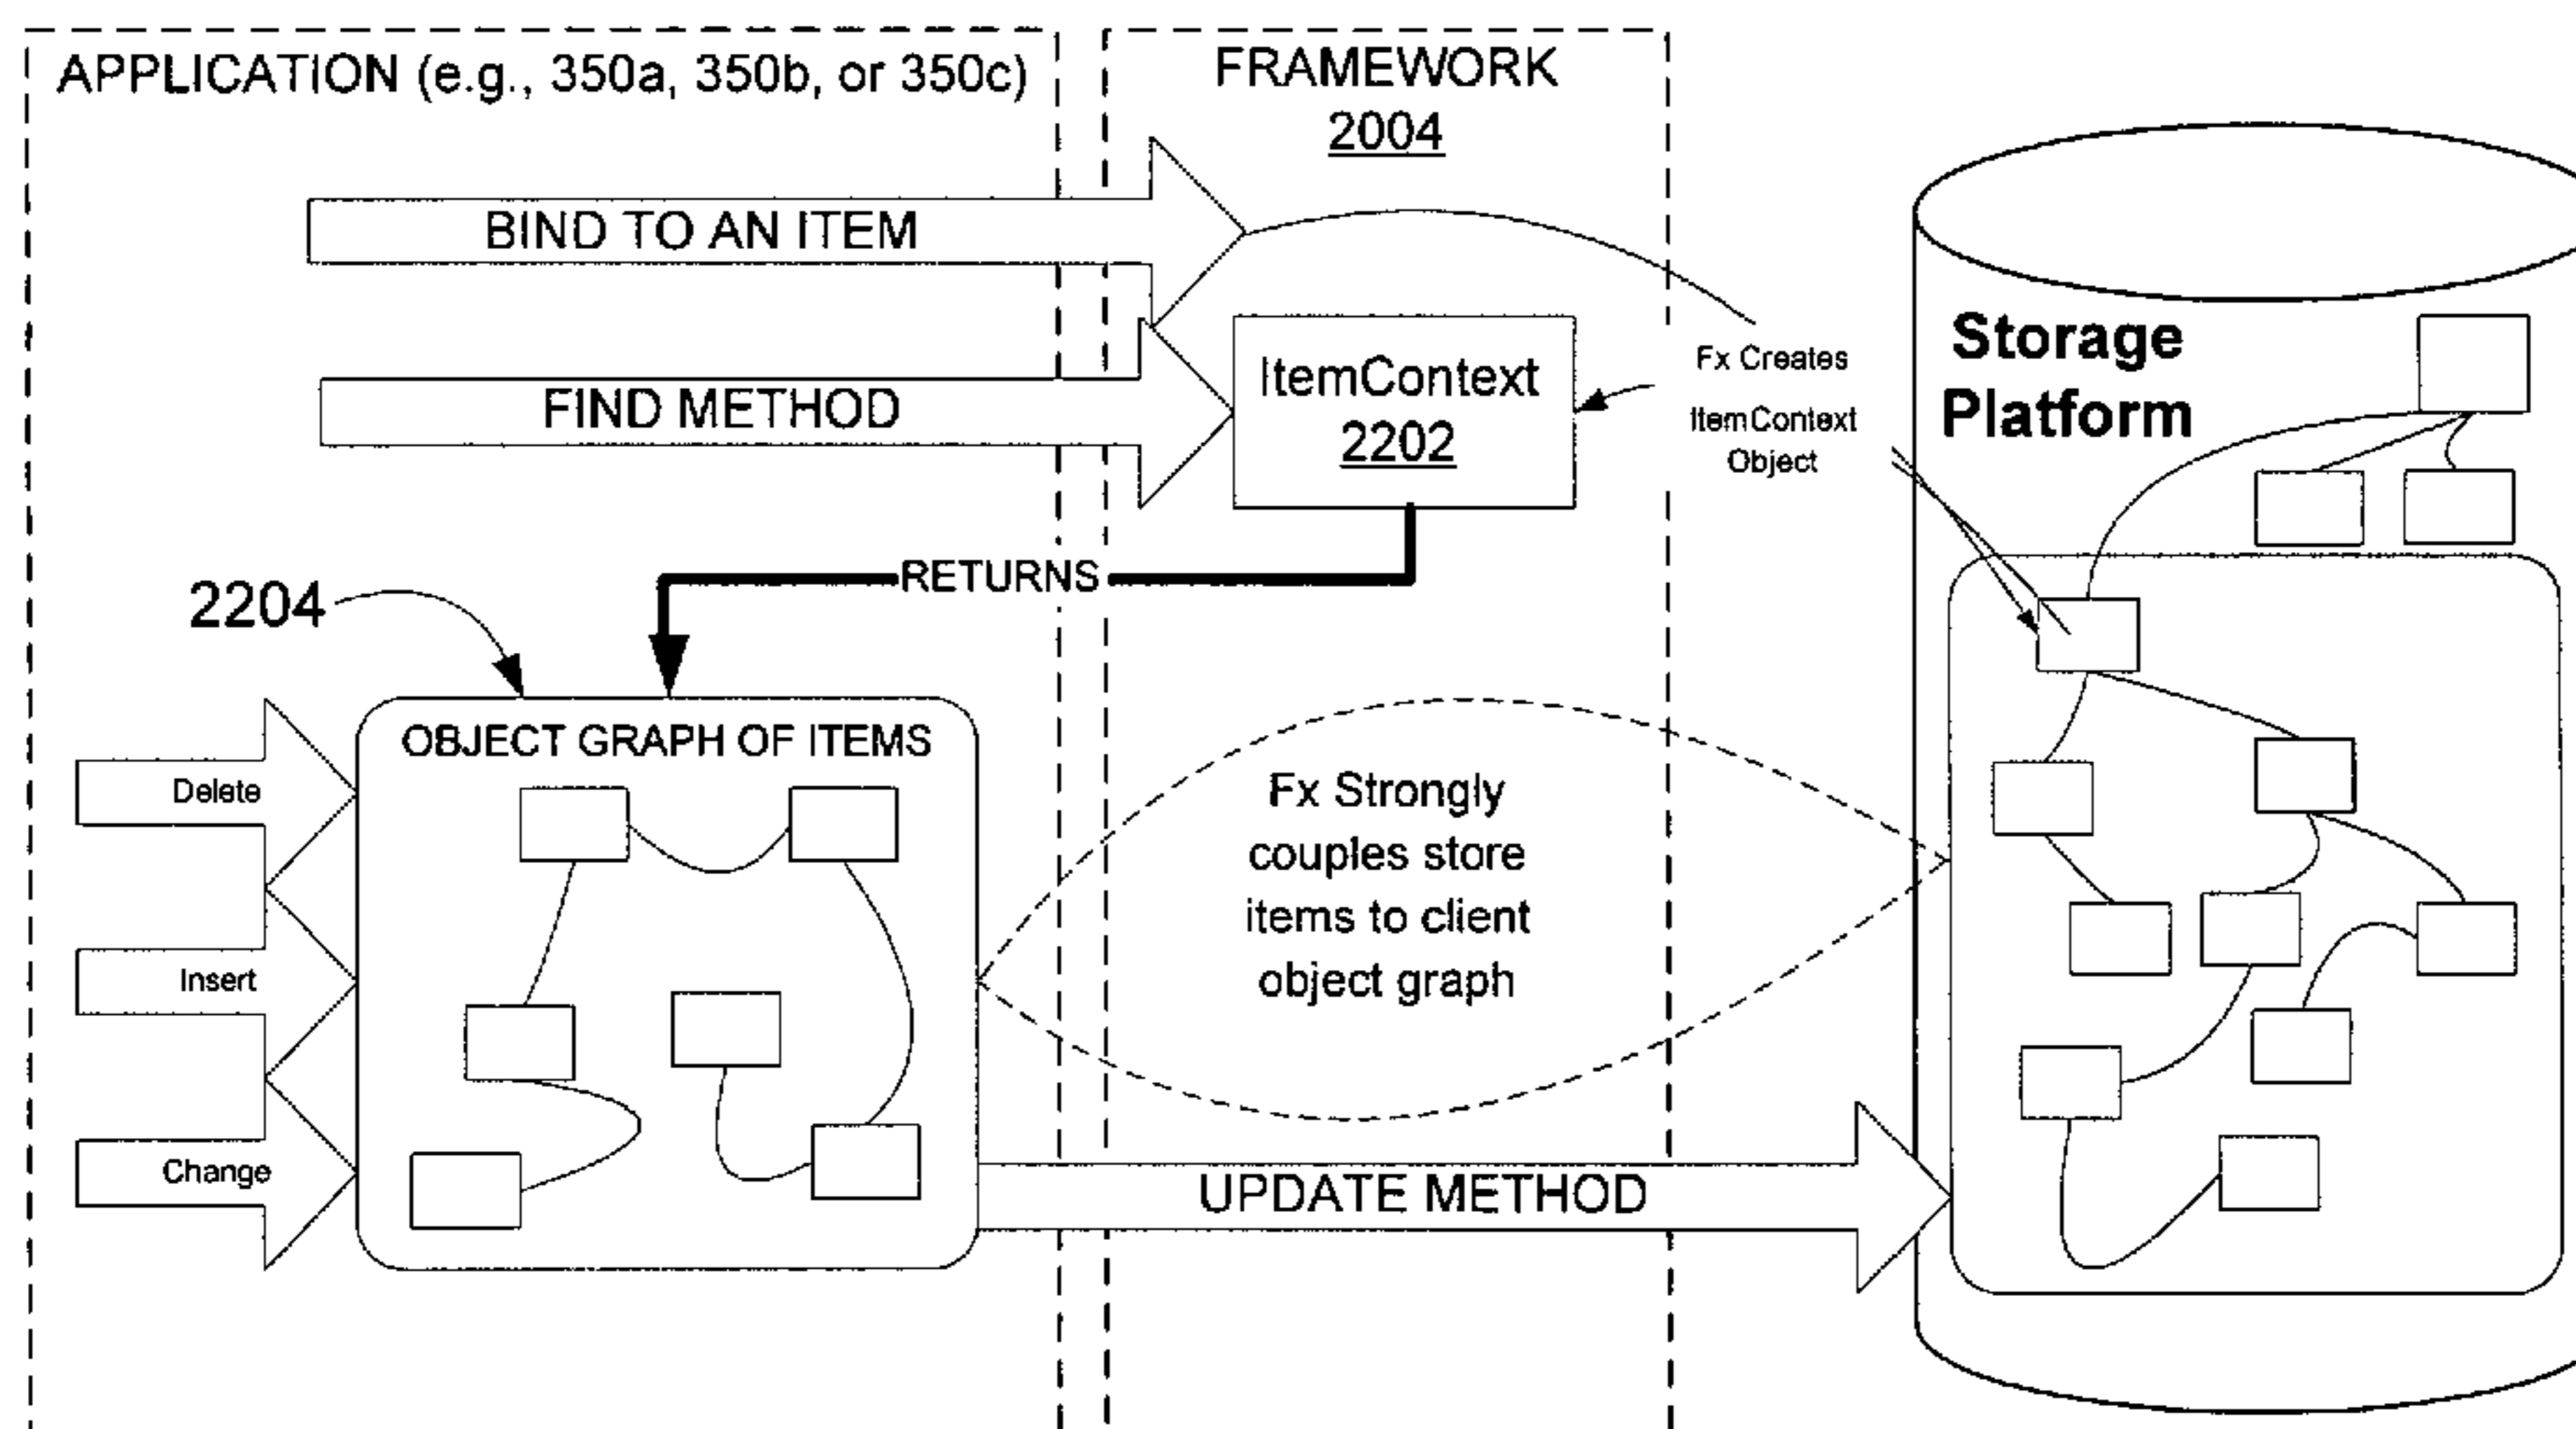 APPLICATION (e.g., 350a, 350b, or 350c)
FRAMEWORK
2004
BIND TO AN ITEM
FIND METHOD
ItemContext
2202
Fx Creates
ItemContext
Object
Storage
Platform
RETURNS
2204
OBJECT GRAPH OF ITEMS
Delete
Insert
Change
Fx Strongly
couples store
items to client
object graph
UPDATE METHOD